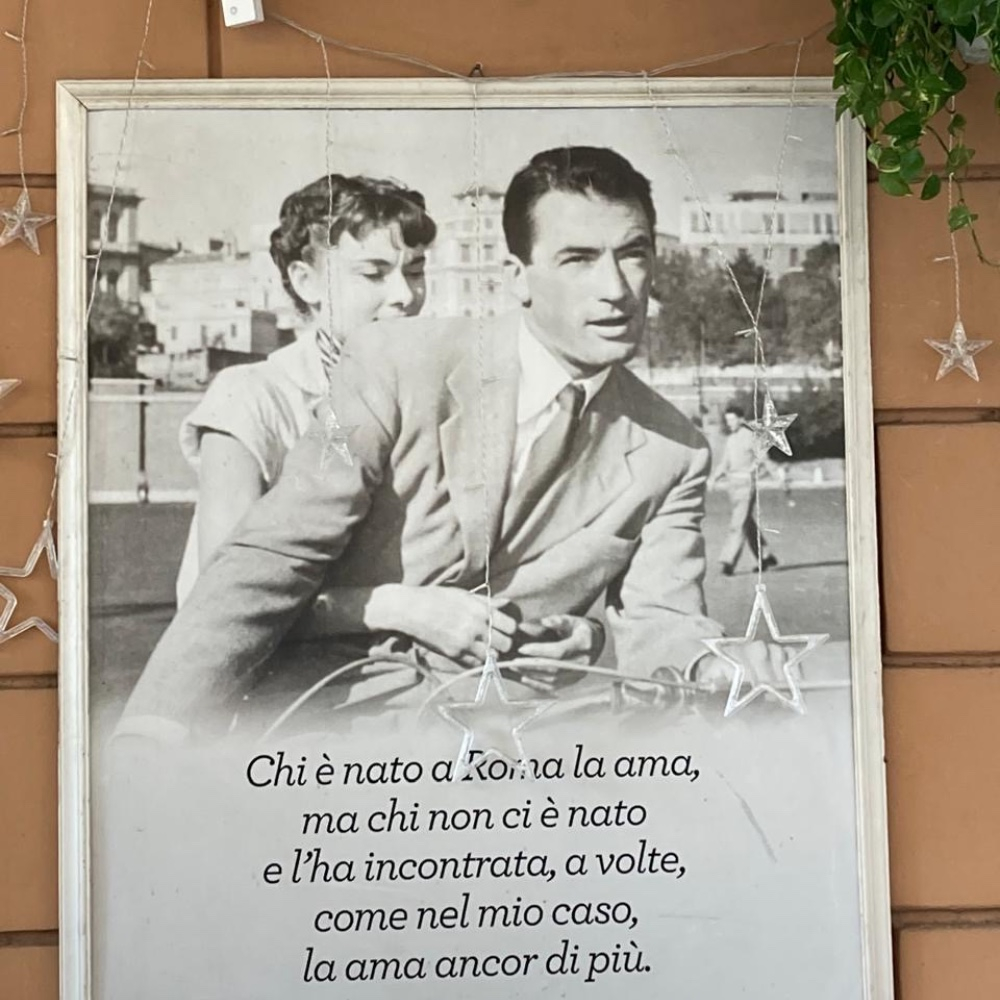 Chi è nato a Roma la ama,
ma chi non ci è nato
e l’ha incontrata, a volte,
come nel mio caso,
la ama ancor di più.